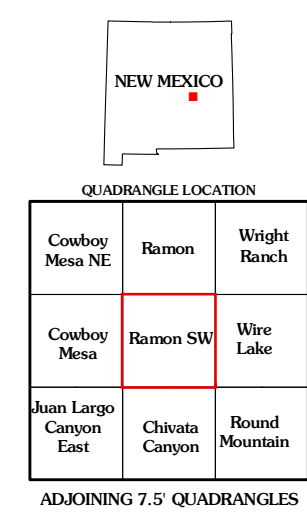 NEW MEXICO
QUADRANGLE LOCATION
Cowboy
Mesa NE
Ramon
Wright
Ranch
Cowboy
Mesa
Ramon SW
Wire
Lake
Juan Largo
Canyon
East
Chivata
Canyon
Round
Mountain
ADJOINING 7.5' QUADRANGLES